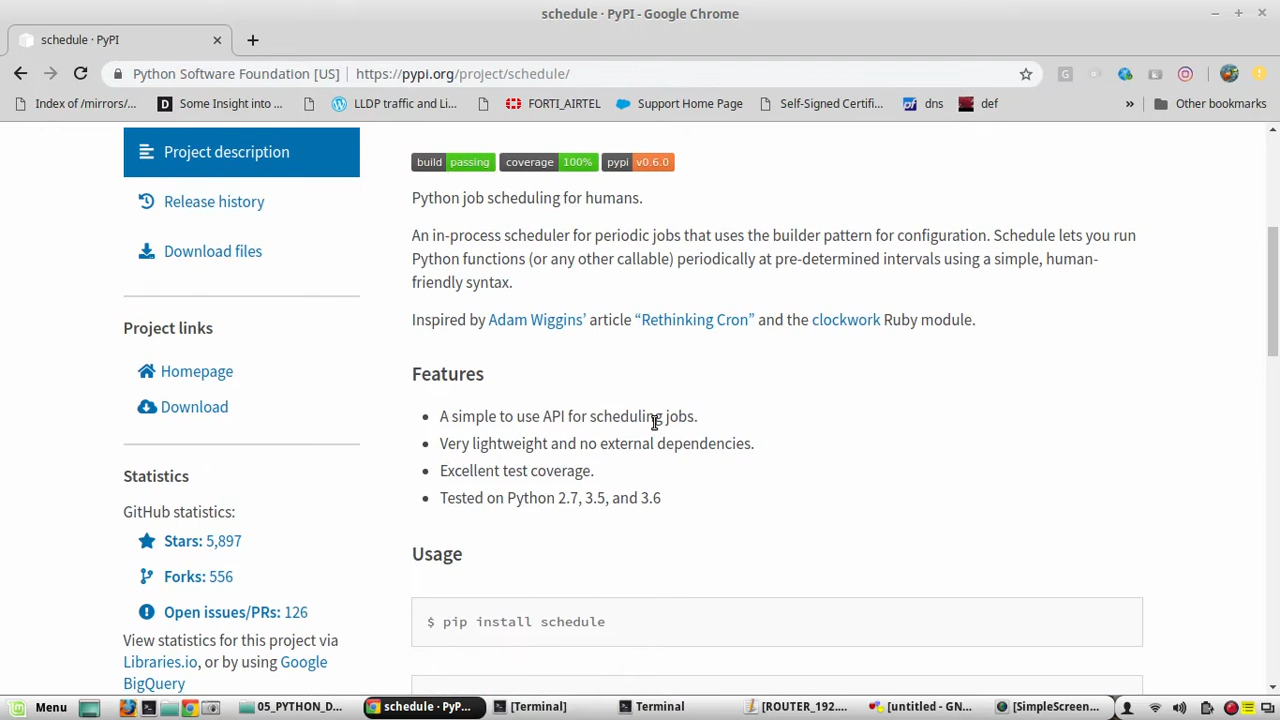 schedule · PyPI - Google Chrome
schedule · PyPI
Python Software Foundation [US] | https://pypi.org/project/schedule/
Index of /mirrors/... Some Insight into ... LLDP traffic and Li... FORTI_AIRTEL Support Home Page Self-Signed Certifi... dns def » Other bookmarks
Project description
Release history
Download files
Project links
Homepage
Download
Statistics
GitHub statistics:
Stars: 5,897
Forks: 556
Open issues/PRs: 126
View statistics for this project via
Libraries.io, or by using Google
BigQuery
build passing coverage 100% pypi v0.6.0
Python job scheduling for humans.
An in-process scheduler for periodic jobs that uses the builder pattern for configuration. Schedule lets you run
Python functions (or any other callable) periodically at pre-determined intervals using a simple, human-
friendly syntax.
Inspired by Adam Wiggins’ article “Rethinking Cron” and the clockwork Ruby module.
Features
• A simple to use API for scheduling jobs.
• Very lightweight and no external dependencies.
• Excellent test coverage.
• Tested on Python 2.7, 3.5, and 3.6
Usage
$ pip install schedule
Menu 05_PYTHON_D... schedule · PyP... [Terminal] Terminal [ROUTER_192.... [untitled - GN... [SimpleScreen...